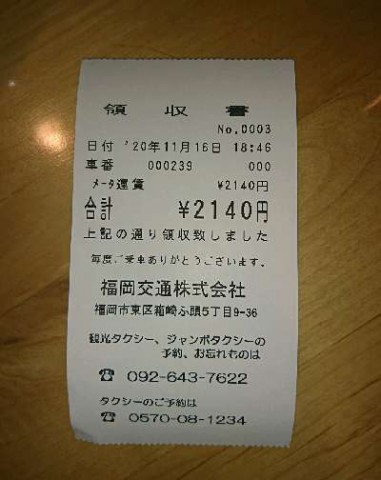 領収書
No.0003
日付 '20年11月16日 18:46
車番 000239 000
メータ運賃 ¥2140円
合計 ¥2140円
上記の通り領収致しました
毎度ご乗車ありがとうございます。
福岡交通株式会社
福岡市東区箱崎ふ頭5丁目9-36
観光タクシー、ジャンボタクシーの
予約、お忘れものは
☎ 092-643-7622
タクシーのご予約は
☎ 0570-08-1234